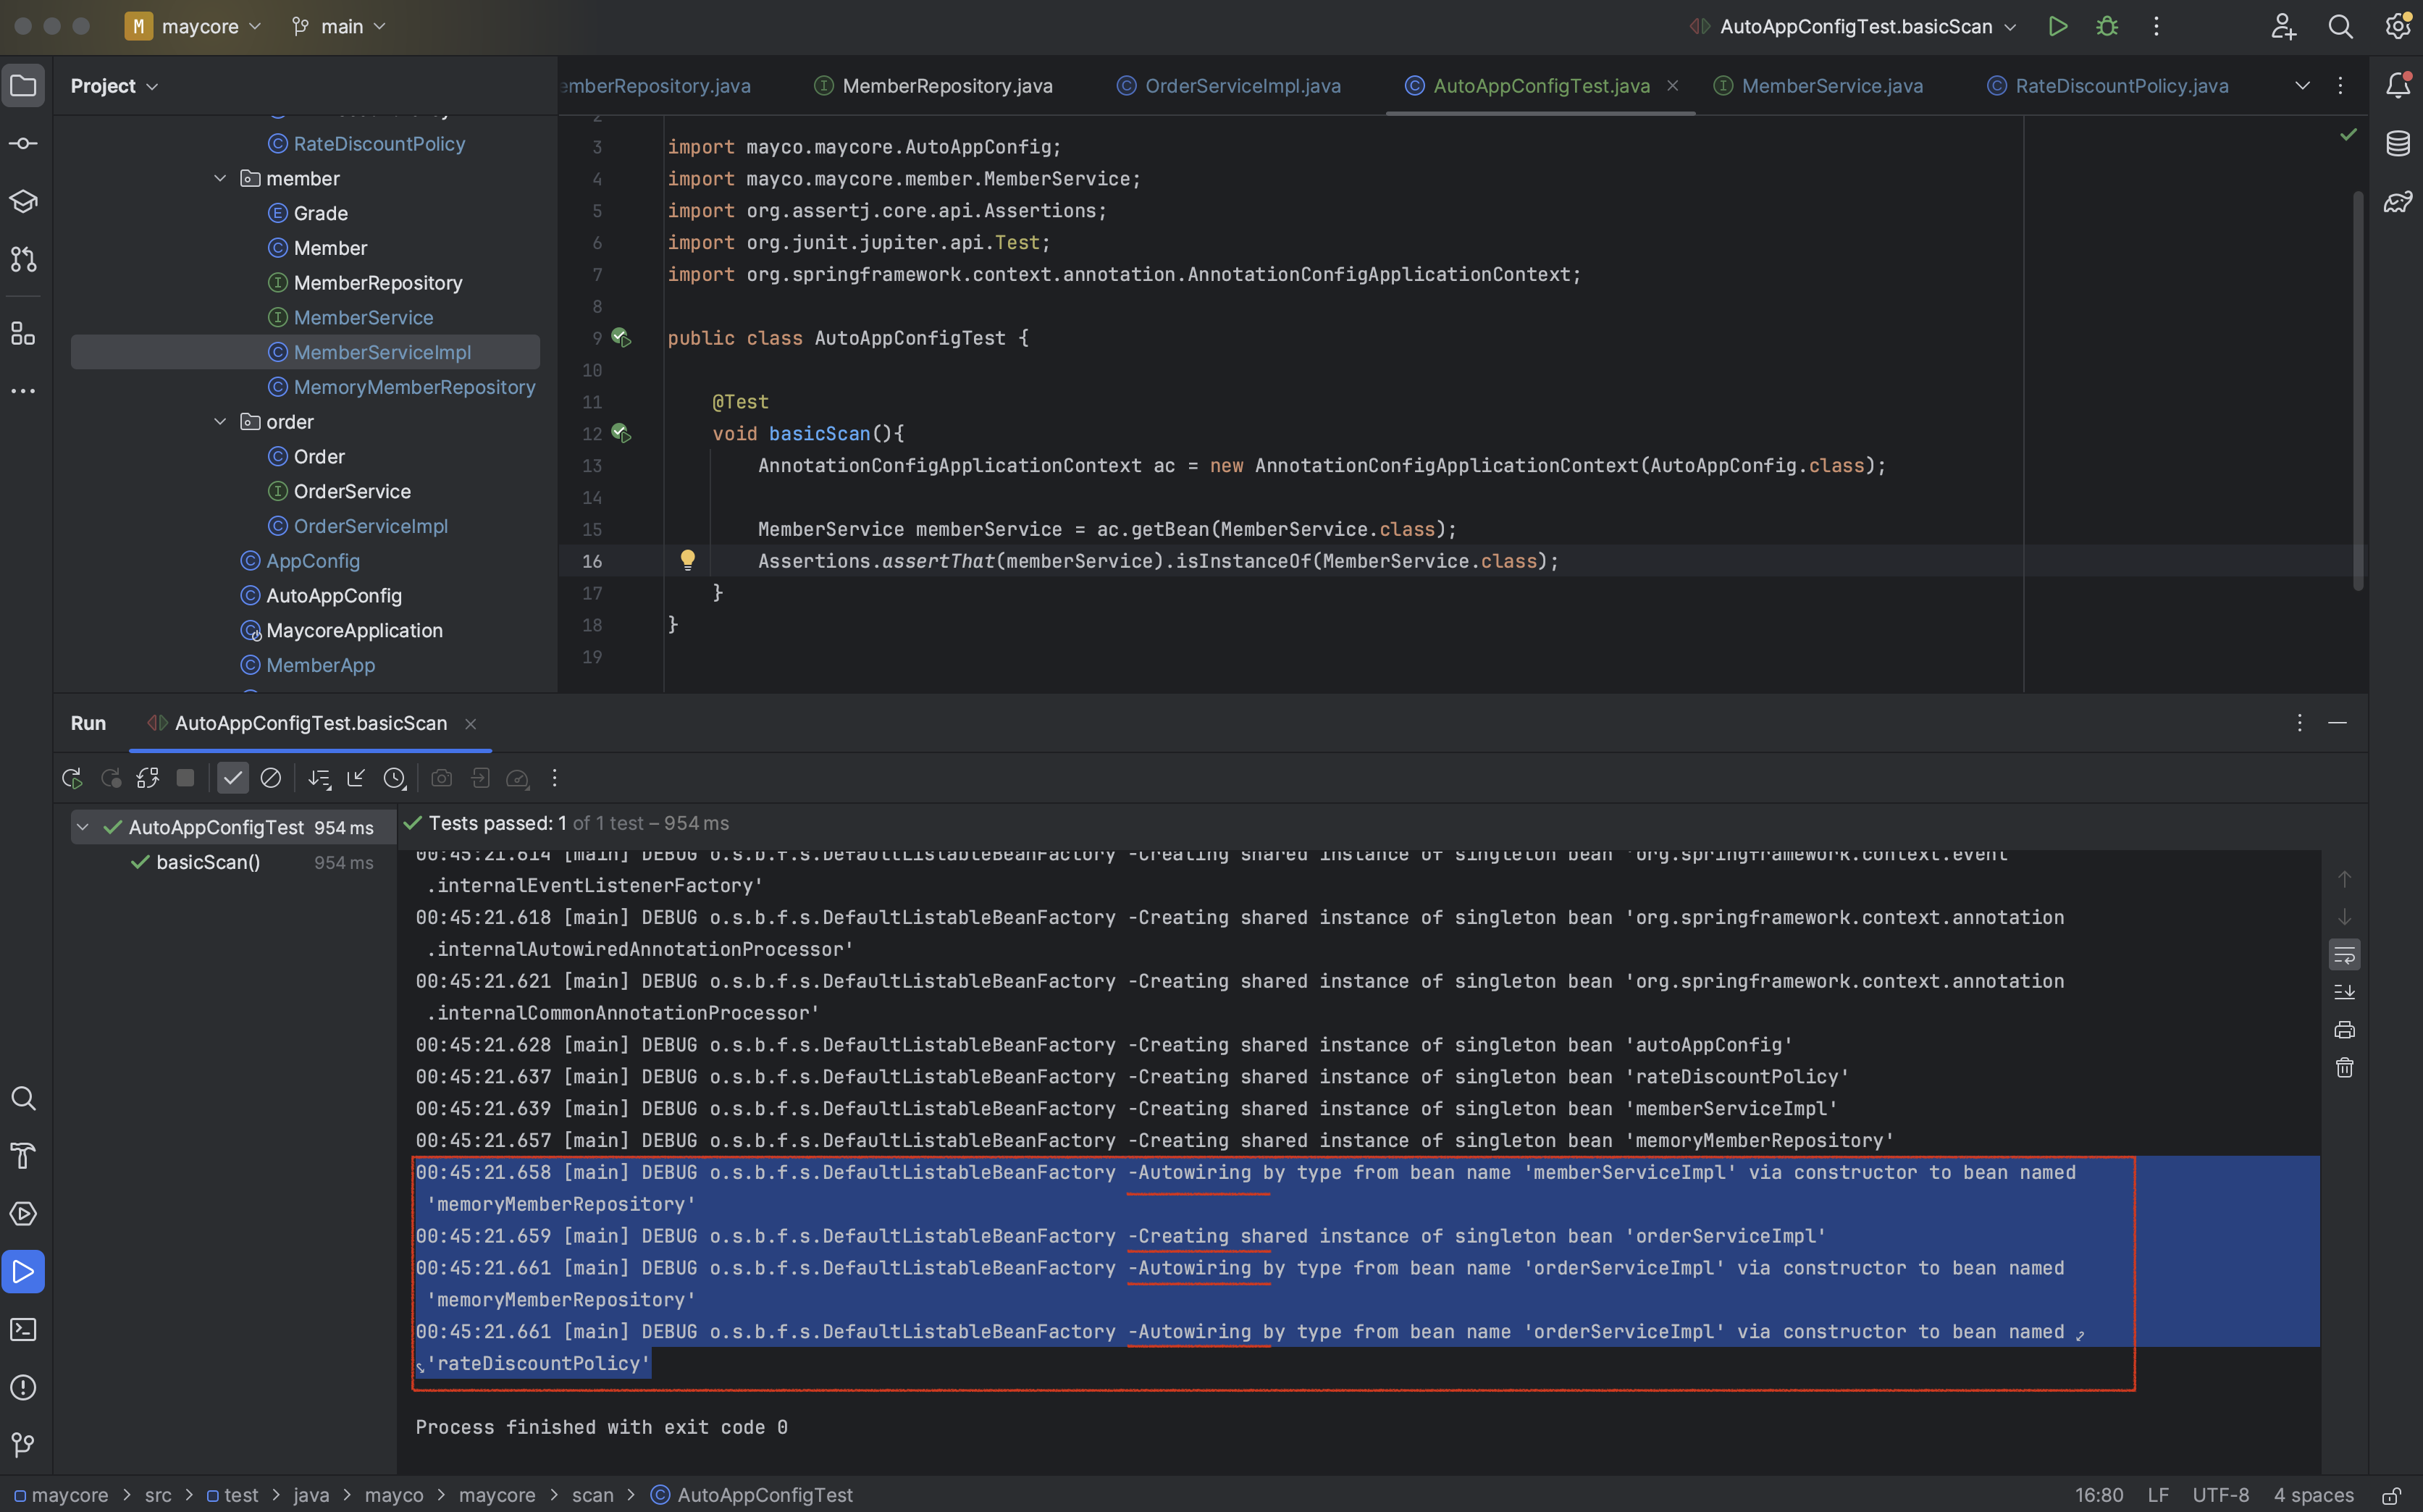 M maycore main AutoAppConfigTest.basicScan
Project
emberRepository.java MemberRepository.java OrderServiceImpl.java AutoAppConfigTest.java MemberService.java RateDiscountPolicy.java
RateDiscountPolicy
member
Grade
Member
MemberRepository
MemberService
MemberServiceImpl
MemoryMemberRepository
order
Order
OrderService
OrderServiceImpl
AppConfig
AutoAppConfig
MaycoreApplication
MemberApp
2
3 import mayco.maycore.AutoAppConfig;
4 import mayco.maycore.member.MemberService;
5 import org.assertj.core.api.Assertions;
6 import org.junit.jupiter.api.Test;
7 import org.springframework.context.annotation.AnnotationConfigApplicationContext;
8
9 public class AutoAppConfigTest {
10
11 @Test
12 void basicScan(){
13 AnnotationConfigApplicationContext ac = new AnnotationConfigApplicationContext(AutoAppConfig.class);
14
15 MemberService memberService = ac.getBean(MemberService.class);
16 Assertions.assertThat(memberService).isInstanceOf(MemberService.class);
17 }
18 }
19
Run AutoAppConfigTest.basicScan
AutoAppConfigTest 954 ms
basicScan() 954 ms
Tests passed: 1 of 1 test – 954 ms
00:45:21.614 [main] DEBUG o.s.b.f.s.DefaultListableBeanFactory -Creating shared instance of singleton bean 'org.springframework.context.event
.internalEventListenerFactory'
00:45:21.618 [main] DEBUG o.s.b.f.s.DefaultListableBeanFactory -Creating shared instance of singleton bean 'org.springframework.context.annotation
.internalAutowiredAnnotationProcessor'
00:45:21.621 [main] DEBUG o.s.b.f.s.DefaultListableBeanFactory -Creating shared instance of singleton bean 'org.springframework.context.annotation
.internalCommonAnnotationProcessor'
00:45:21.628 [main] DEBUG o.s.b.f.s.DefaultListableBeanFactory -Creating shared instance of singleton bean 'autoAppConfig'
00:45:21.637 [main] DEBUG o.s.b.f.s.DefaultListableBeanFactory -Creating shared instance of singleton bean 'rateDiscountPolicy'
00:45:21.639 [main] DEBUG o.s.b.f.s.DefaultListableBeanFactory -Creating shared instance of singleton bean 'memberServiceImpl'
00:45:21.657 [main] DEBUG o.s.b.f.s.DefaultListableBeanFactory -Creating shared instance of singleton bean 'memoryMemberRepository'
00:45:21.658 [main] DEBUG o.s.b.f.s.DefaultListableBeanFactory -Autowiring by type from bean name 'memberServiceImpl' via constructor to bean named
'memoryMemberRepository'
00:45:21.659 [main] DEBUG o.s.b.f.s.DefaultListableBeanFactory -Creating shared instance of singleton bean 'orderServiceImpl'
00:45:21.661 [main] DEBUG o.s.b.f.s.DefaultListableBeanFactory -Autowiring by type from bean name 'orderServiceImpl' via constructor to bean named
'memoryMemberRepository'
00:45:21.661 [main] DEBUG o.s.b.f.s.DefaultListableBeanFactory -Autowiring by type from bean name 'orderServiceImpl' via constructor to bean named
'rateDiscountPolicy'
Process finished with exit code 0
maycore > src > test > java > mayco > maycore > scan > AutoAppConfigTest 16:80 LF UTF-8 4 spaces